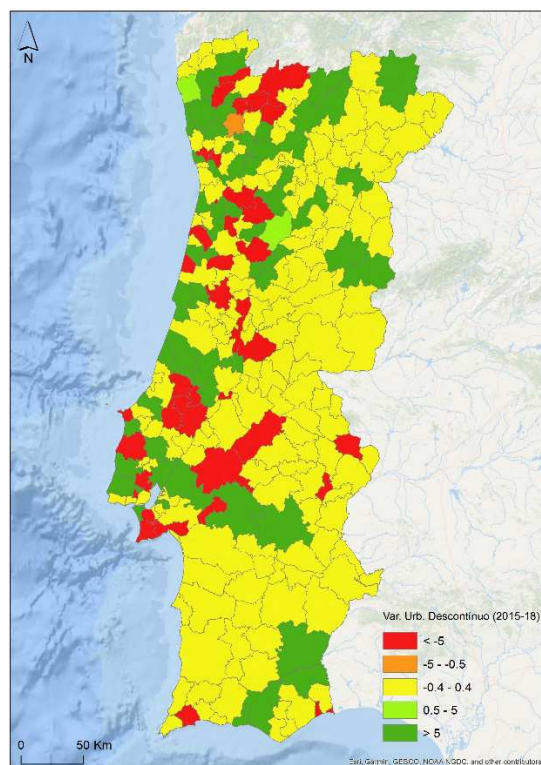 N
Var. Urb. Descontínuo (2015-18)
< -5
-5 - -0.5
-0.4 - 0.4
0.5 - 5
> 5
0 50 Km
Esri, Garmin, GEBCO, NOAA NGDC, and other contributors